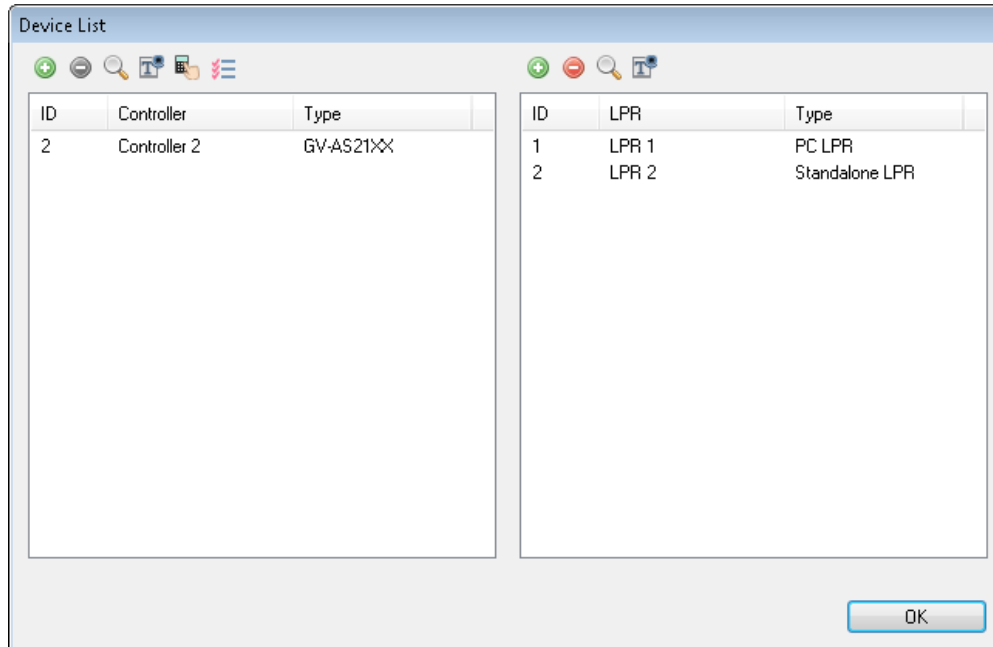 Device List
ID Controller Type
2 Controller 2 GV-AS21XX
ID LPR Type
1 LPR 1 PC LPR
2 LPR 2 Standalone LPR
OK